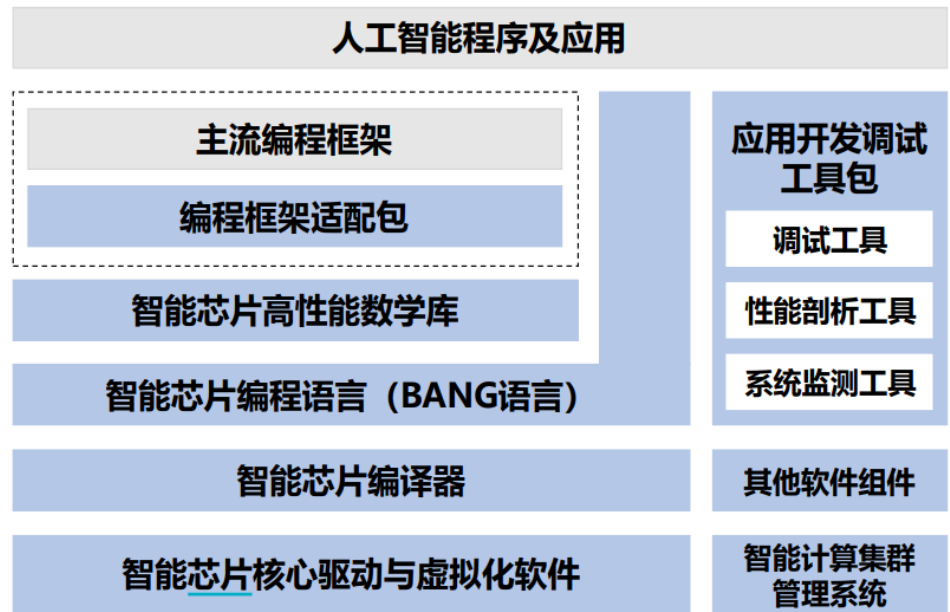 人工智能程序及应用
主流编程框架
编程框架适配包
智能芯片高性能数学库
智能芯片编程语言（BANG语言）
智能芯片编译器
智能芯片核心驱动与虚拟化软件
应用开发调试
工具包
调试工具
性能剖析工具
系统监测工具
其他软件组件
智能计算集群
管理系统